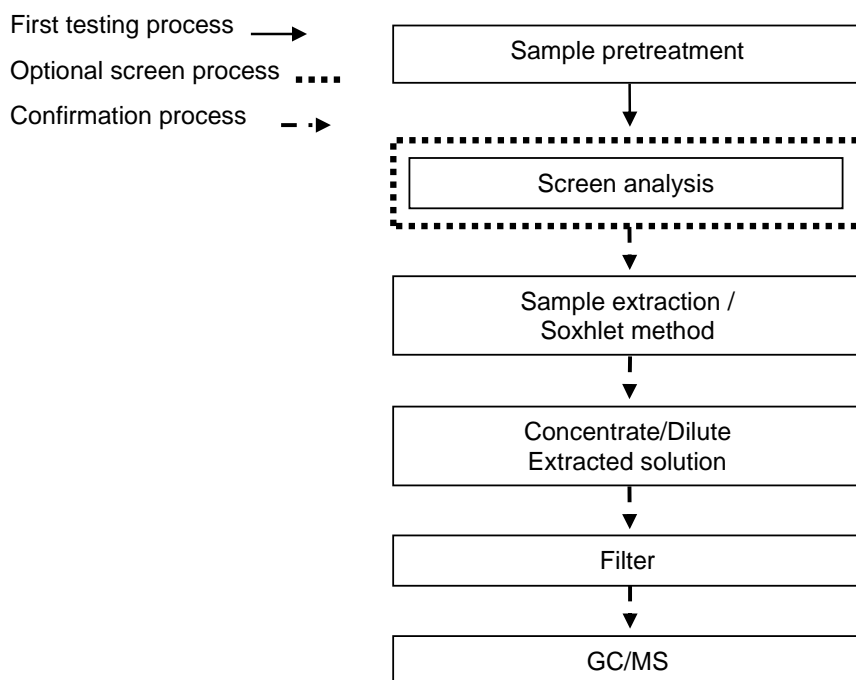 First testing process
Optional screen process
Confirmation process
Sample pretreatment
Screen analysis
Sample extraction /
Soxhlet method
Concentrate/Dilute
Extracted solution
Filter
GC/MS